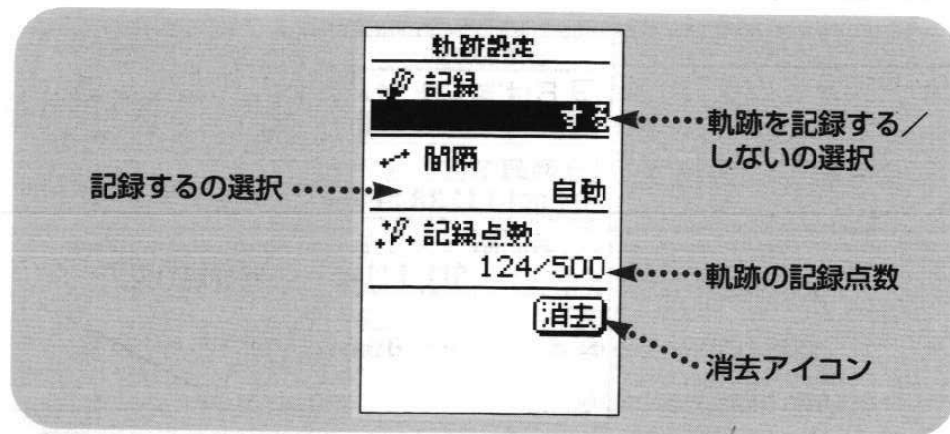 軌跡設定
記録
する
軌跡を記録する／
しないの選択
間隔
記録するの選択
自動
記録点数
124/500
軌跡の記録点数
消去
消去アイコン